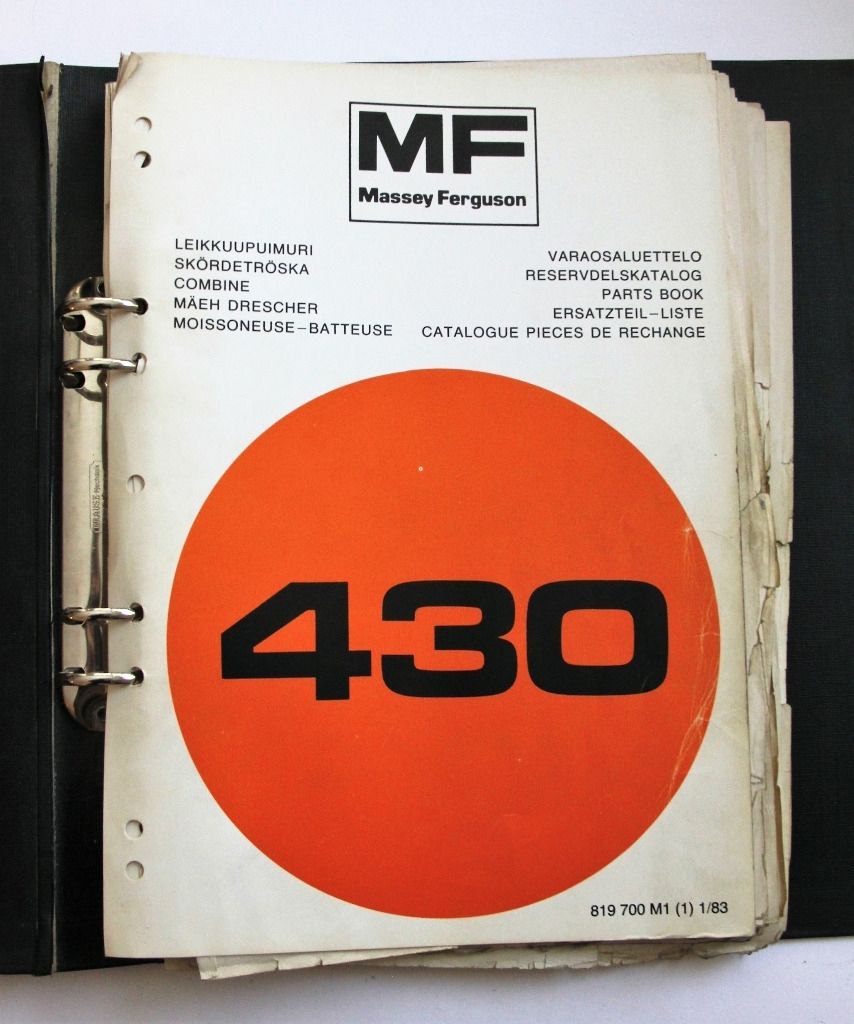 MF
Massey Ferguson
LEIKKUUPUIMURI
SKÖRDETRÖSKA
COMBINE
MÄEH DRESCHER
MOISSONEUSE-BATTEUSE
VARAOSALUETTELO
RESERVDELSKATALOG
PARTS BOOK
ERSATZTEIL-LISTE
CATALOGUE PIECES DE RECHANGE
430
819 700 M1 (1) 1/83